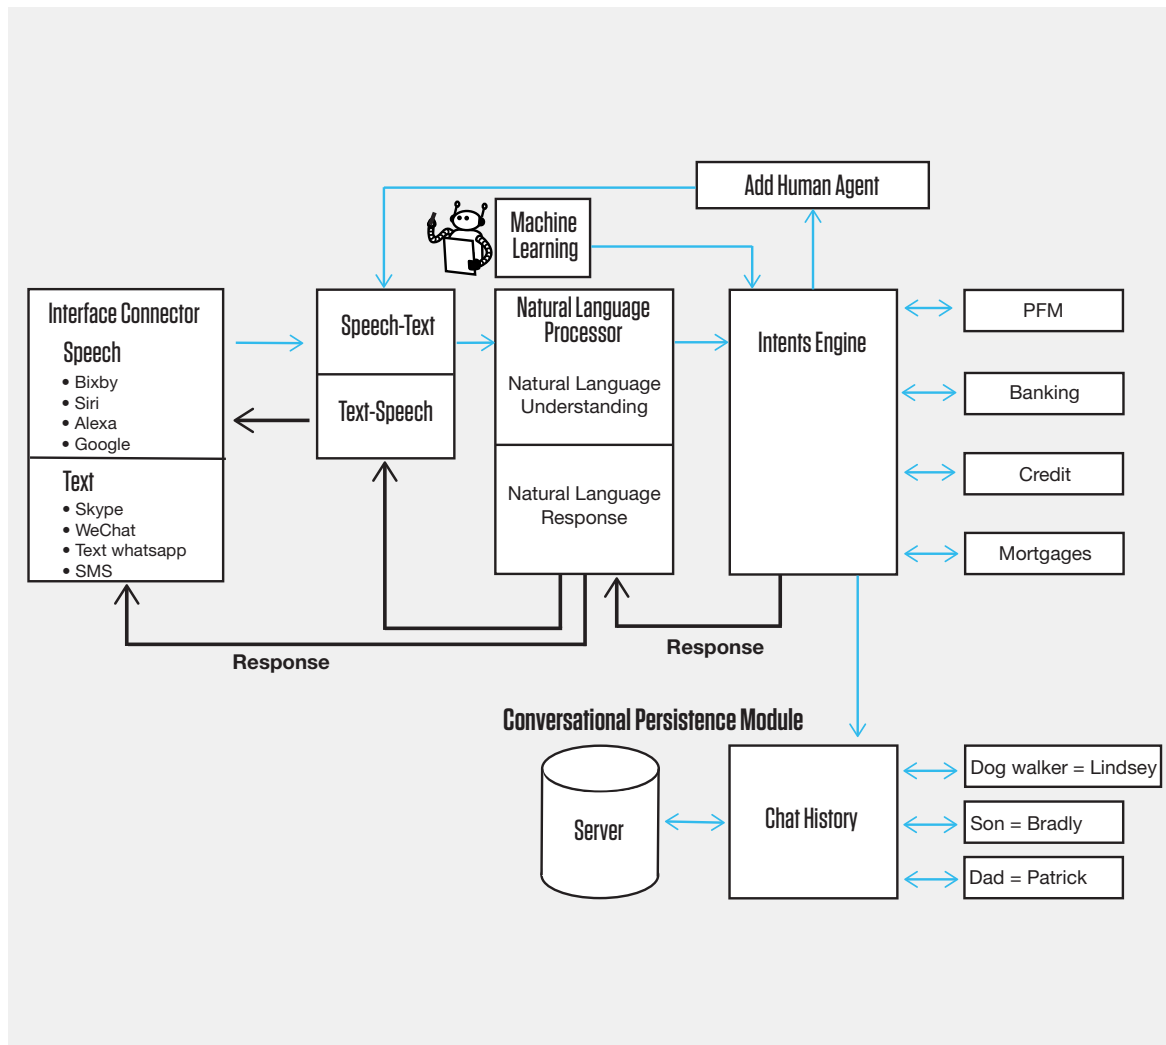 Add Human Agent
Machine
Learning
Interface Connector
Speech
• Bixby
• Siri
• Alexa
• Google
Text
• Skype
• WeChat
• Text whatsapp
• SMS
Speech-Text
Text-Speech
Natural Language
Processor
Natural Language
Understanding
Natural Language
Response
Intents Engine
PFM
Banking
Credit
Mortgages
Response
Response
Conversational Persistence Module
Server
Chat History
Dog walker = Lindsey
Son = Bradly
Dad = Patrick